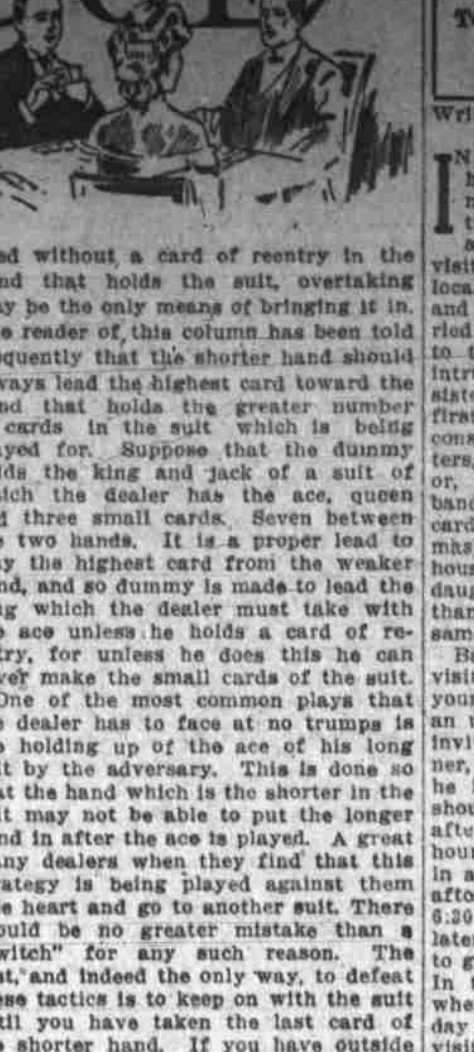 ed without a card of reentry in the
nd that holds the suit, overtaking
ay be the only means of bringing it in.
e reader of this column has been told
equently that the shorter hand should
ways lead the highest card toward the
nd that holds the greater number
cards in the suit which is being
ayed for. Suppose that the dummy
lds the king and jack of a suit of
ich the dealer has the ace, queen
d three small cards. Seven between
e two hands. It is a proper lead to
ay the highest card from the weaker
nd, and so dummy is made to lead the
ng which the dealer must take with
e ace unless he holds a card of re-
try, for unless he does this he can
ver make the small cards of the suit.
One of the most common plays that
e dealer has to face at no trumps is
e holding up of the ace of his long
it by the adversary. This is done so
at the hand which is the shorter in the
it may not be able to put the longer
nd in after the ace is played. A great
any dealers when they find that this
rategy is being played against them
e heart and go to another suit. There
ould be no greater mistake than a
witch" for any such reason. The
st, and indeed the only way, to defeat
ese tactics is to keep on with the suit
til you have taken the last card of
e shorter hand. If you have outside
T
Wri
IN
h
visit
loca
and
ried
to t
intr
siste
first
cons
ters,
or,
ban
card
mas
hous
daug
than
sam
B
visit
your
an
invi
ner,
he
shou
afte
hour
in a
afto
6:30
later
to g
In t
whe
day
visit